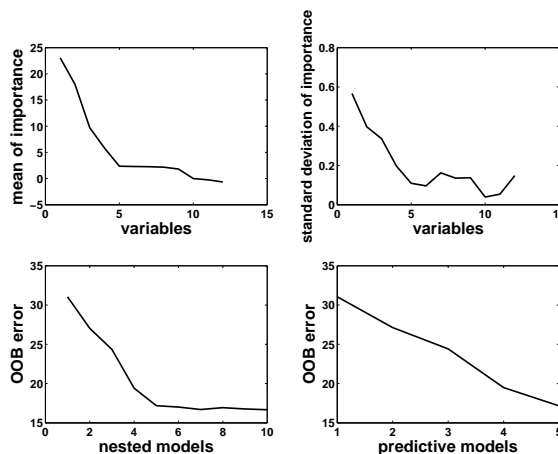 25
20
15
10
5
0
−5
0 5 10 15
mean of importance
variables
0.8
0.6
0.4
0.2
0
0 5 10 15
standard deviation of importance
variables
35
30
25
20
15
0 2 4 6 8 10
OOB error
nested models
35
30
25
20
15
1 2 3 4 5
OOB error
predictive models